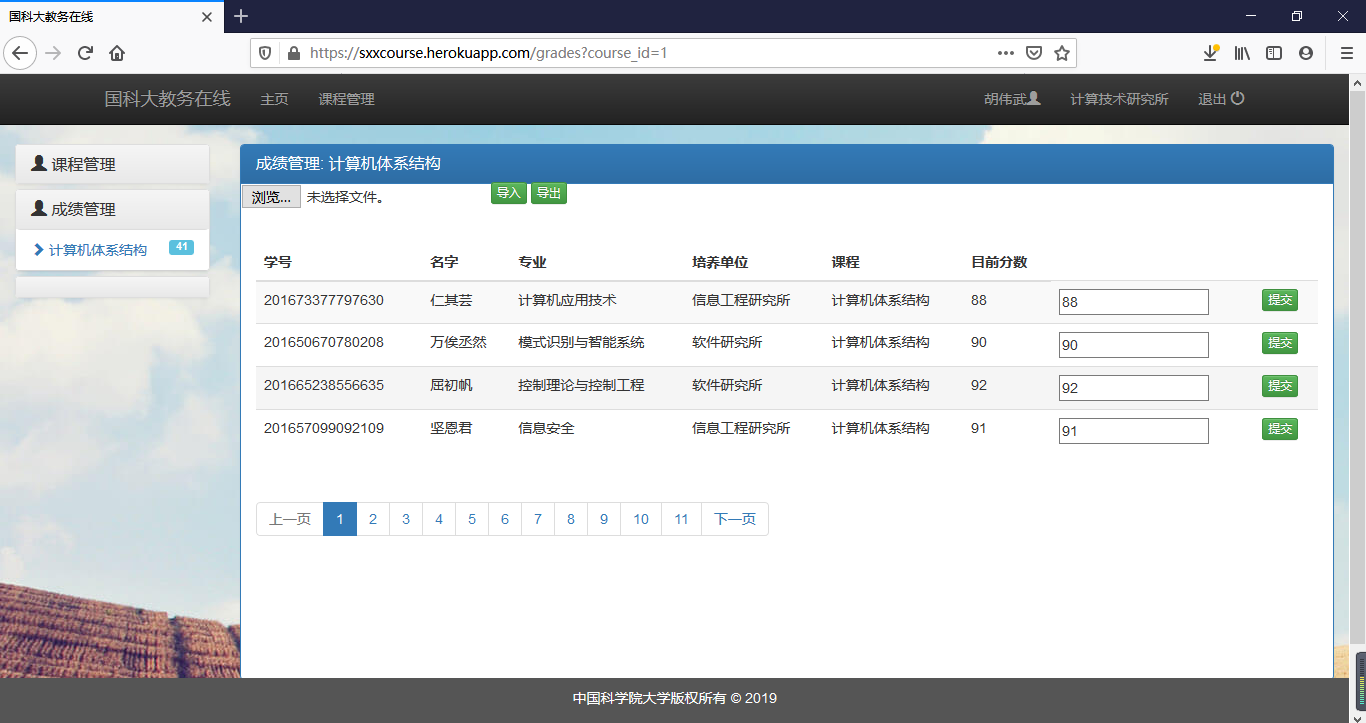 国科大教务在线
https://sxxcourse.herokuapp.com/grades?course_id=1
国科大教务在线 主页 课程管理 胡伟武 计算技术研究所 退出
课程管理
成绩管理
计算机体系结构 41
成绩管理: 计算机体系结构
浏览... 未选择文件。 导入 导出
学号 名字 专业 培养单位 课程 目前分数
201673377797630 仁其芸 计算机应用技术 信息工程研究所 计算机体系结构 88 88 提交
201650670780208 万俟丞然 模式识别与智能系统 软件研究所 计算机体系结构 90 90 提交
201665238556635 屈初帆 控制理论与控制工程 软件研究所 计算机体系结构 92 92 提交
201657099092109 坚恩君 信息安全 信息工程研究所 计算机体系结构 91 91 提交
上一页 1 2 3 4 5 6 7 8 9 10 11 下一页
中国科学院大学版权所有 © 2019